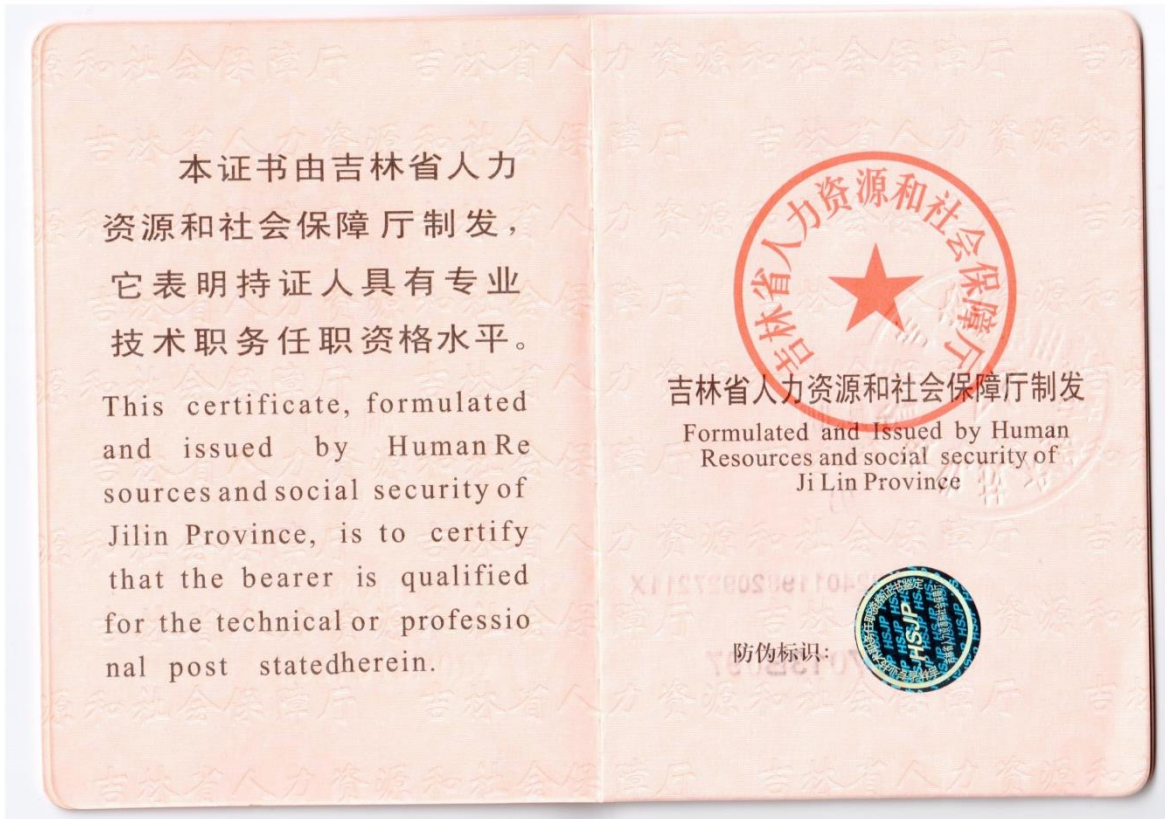 本证书由吉林省人力
资源和社会保障厅制发，
它表明持证人具有专业
技术职务任职资格水平。
This certificate, formulated
and issued by Human Re
sources and social security of
Jilin Province, is to certify
that the bearer is qualified
for the technical or professio
nal post statedherein.
吉林省人力资源和社会保障厅
吉林省人力资源和社会保障厅制发
Formulated and Issued by Human
Resources and social security of
Ji Lin Province
防伪标识：
HSJP